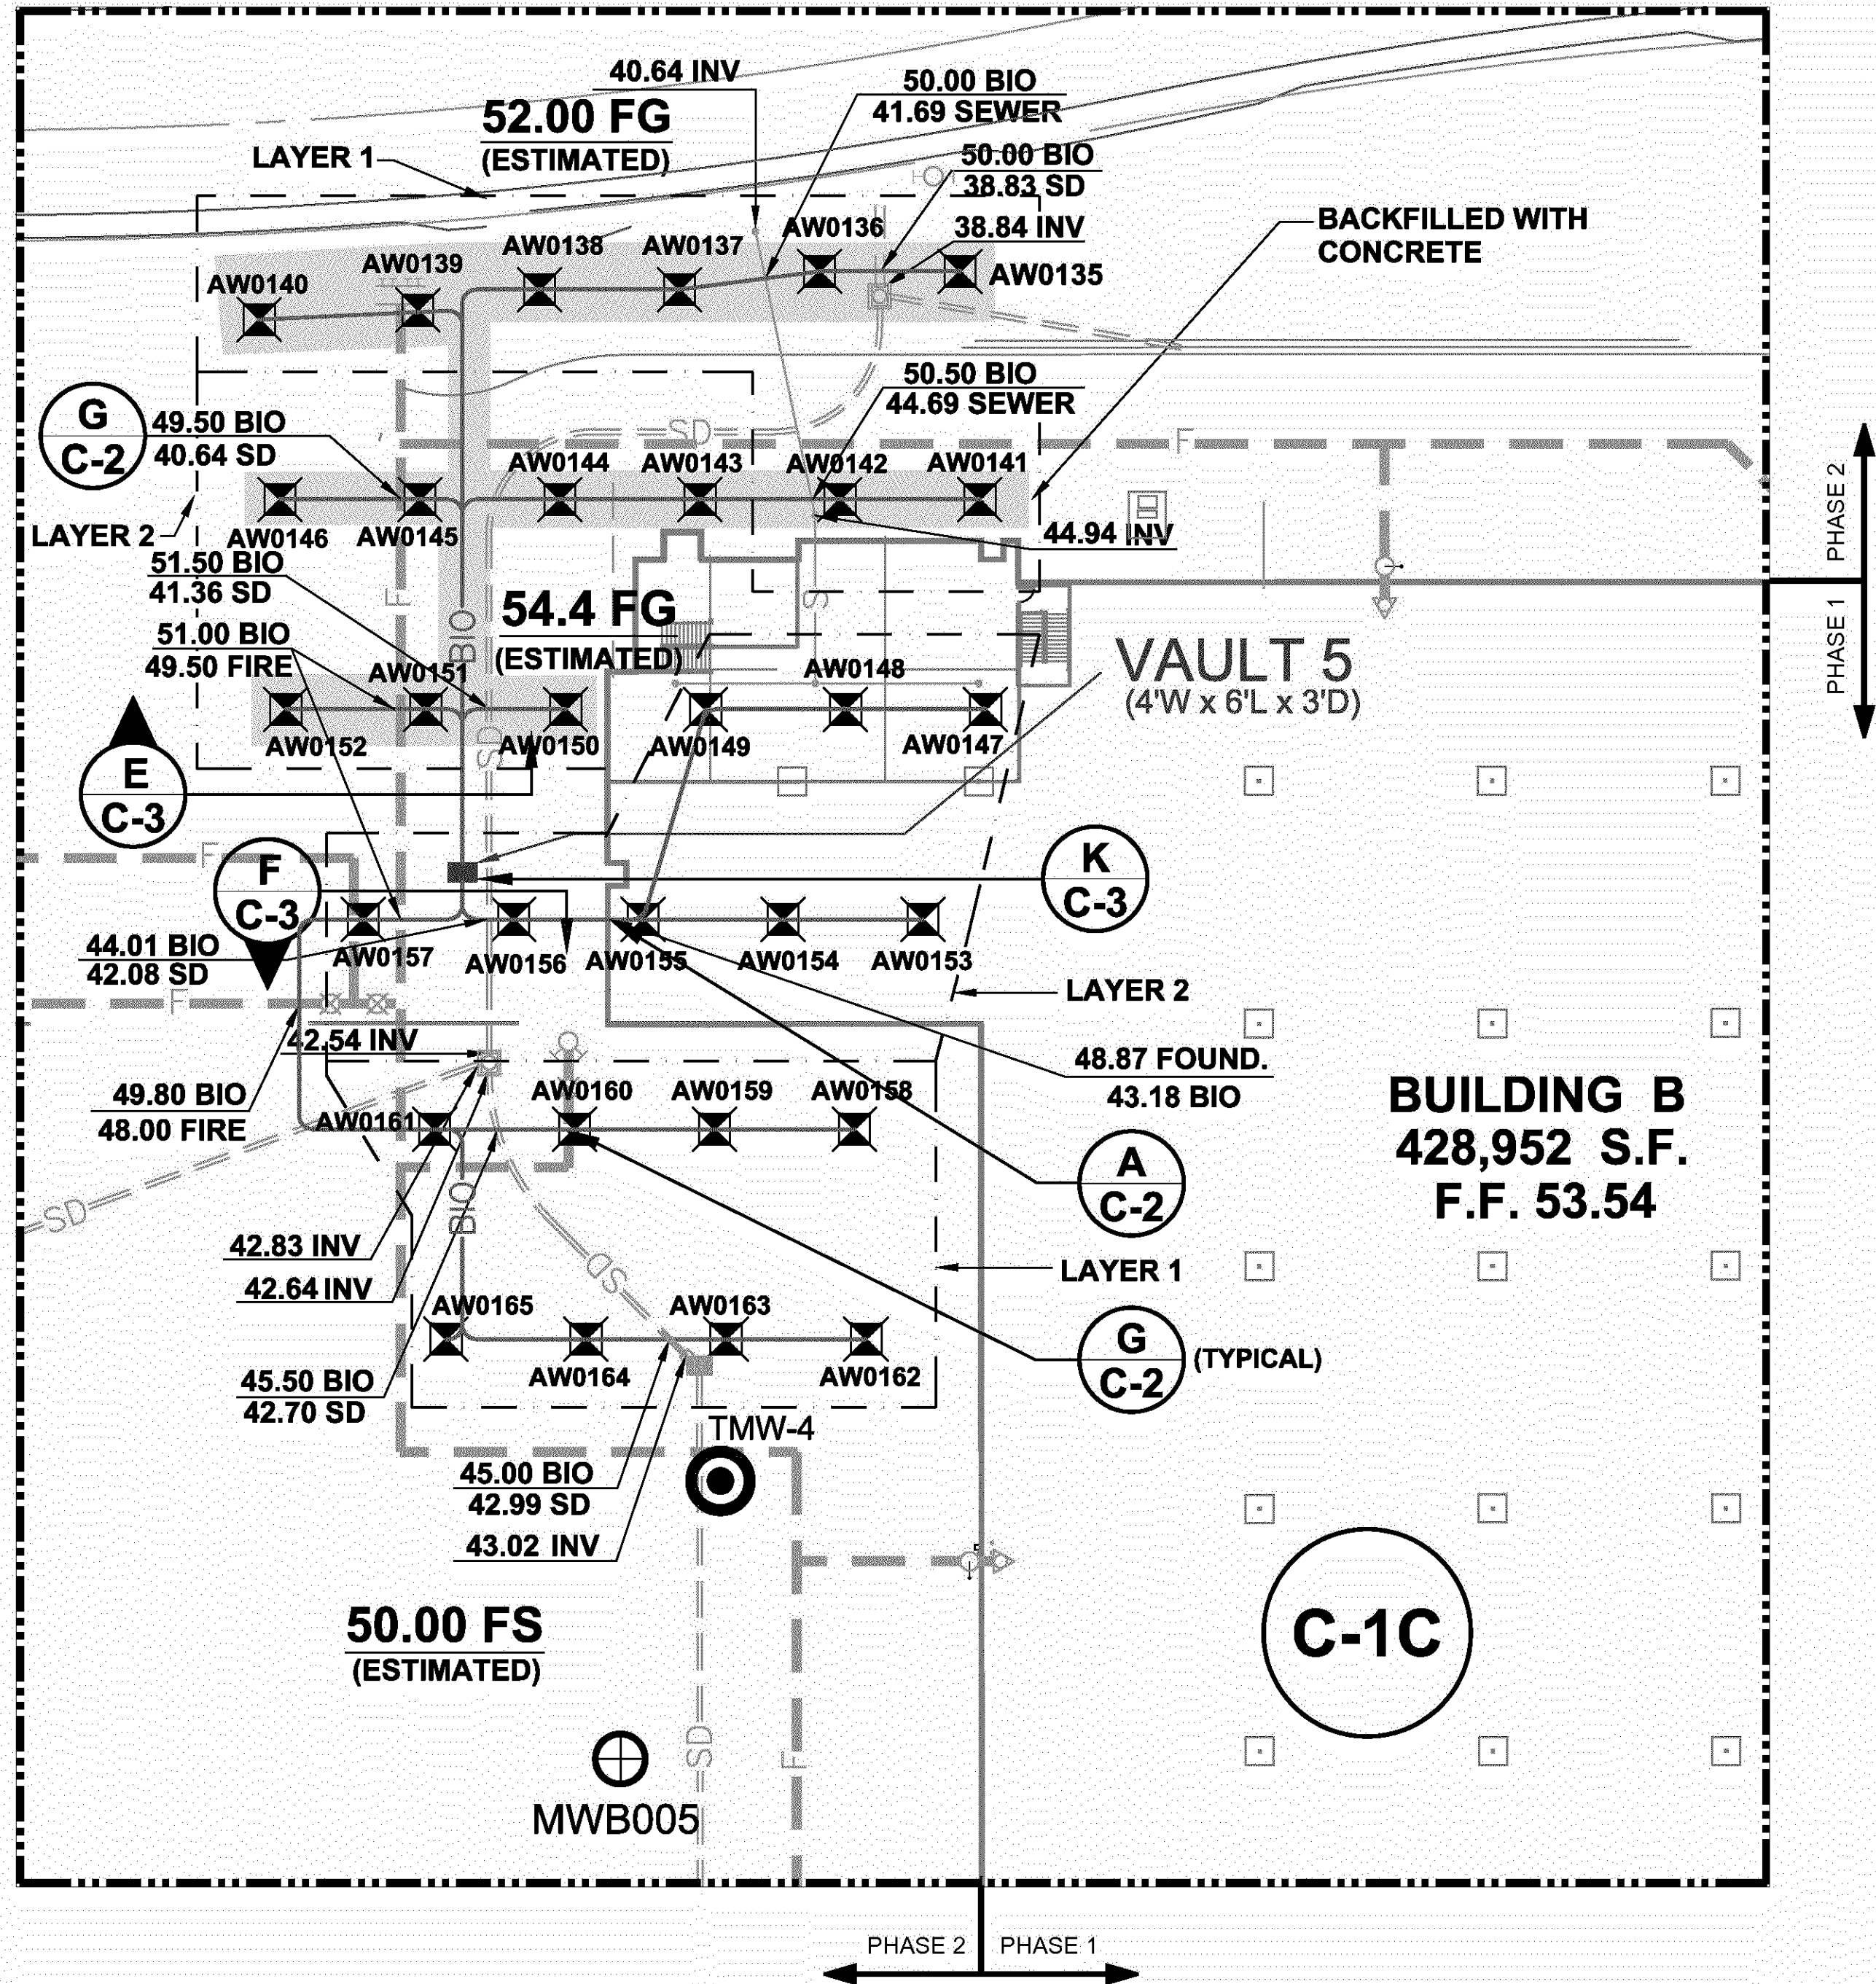 40.64 INV
50.00 BIO
41.69 SEWER
52.00 FG
(ESTIMATED)
LAYER 1
50.00 BIO
38.83 SD
38.84 INV
BACKFILLED WITH
CONCRETE
AW0136
AW0138
AW0137
AW0139
AW0135
AW0140
50.50 BIO
44.69 SEWER
G
C-2
49.50 BIO
40.64 SD
SD
F
AW0144
AW0143
AW0142
AW0141
PHASE 2
PHASE 1
LAYER 2
AW0146
AW0145
44.94 INV
51.50 BIO
41.36 SD
F
BIO
54.4 FG
(ESTIMATED)
S
51.00 BIO
49.50 FIRE
VAULT 5
(4'W x 6'L x 3'D)
AW0151
AW0148
AW0152
AW0150
SD
AW0149
AW0147
E
C-3
F
F
C-3
K
C-3
44.01 BIO
42.08 SD
AW0157
AW0156
AW0155
AW0154
AW0153
F
LAYER 2
42.54 INV
48.87 FOUND.
43.18 BIO
49.80 BIO
48.00 FIRE
AW0160
AW0159
AW0158
AW0161
BUILDING B
428,952 S.F.
F.F. 53.54
A
C-2
SD
BIO
42.83 INV
42.64 INV
SD
LAYER 1
AW0165
AW0163
G
C-2
(TYPICAL)
AW0164
AW0162
45.50 BIO
42.70 SD
TMW-4
45.00 BIO
42.99 SD
43.02 INV
50.00 FS
(ESTIMATED)
C-1C
SD
F
MWB005
PHASE 2
PHASE 1